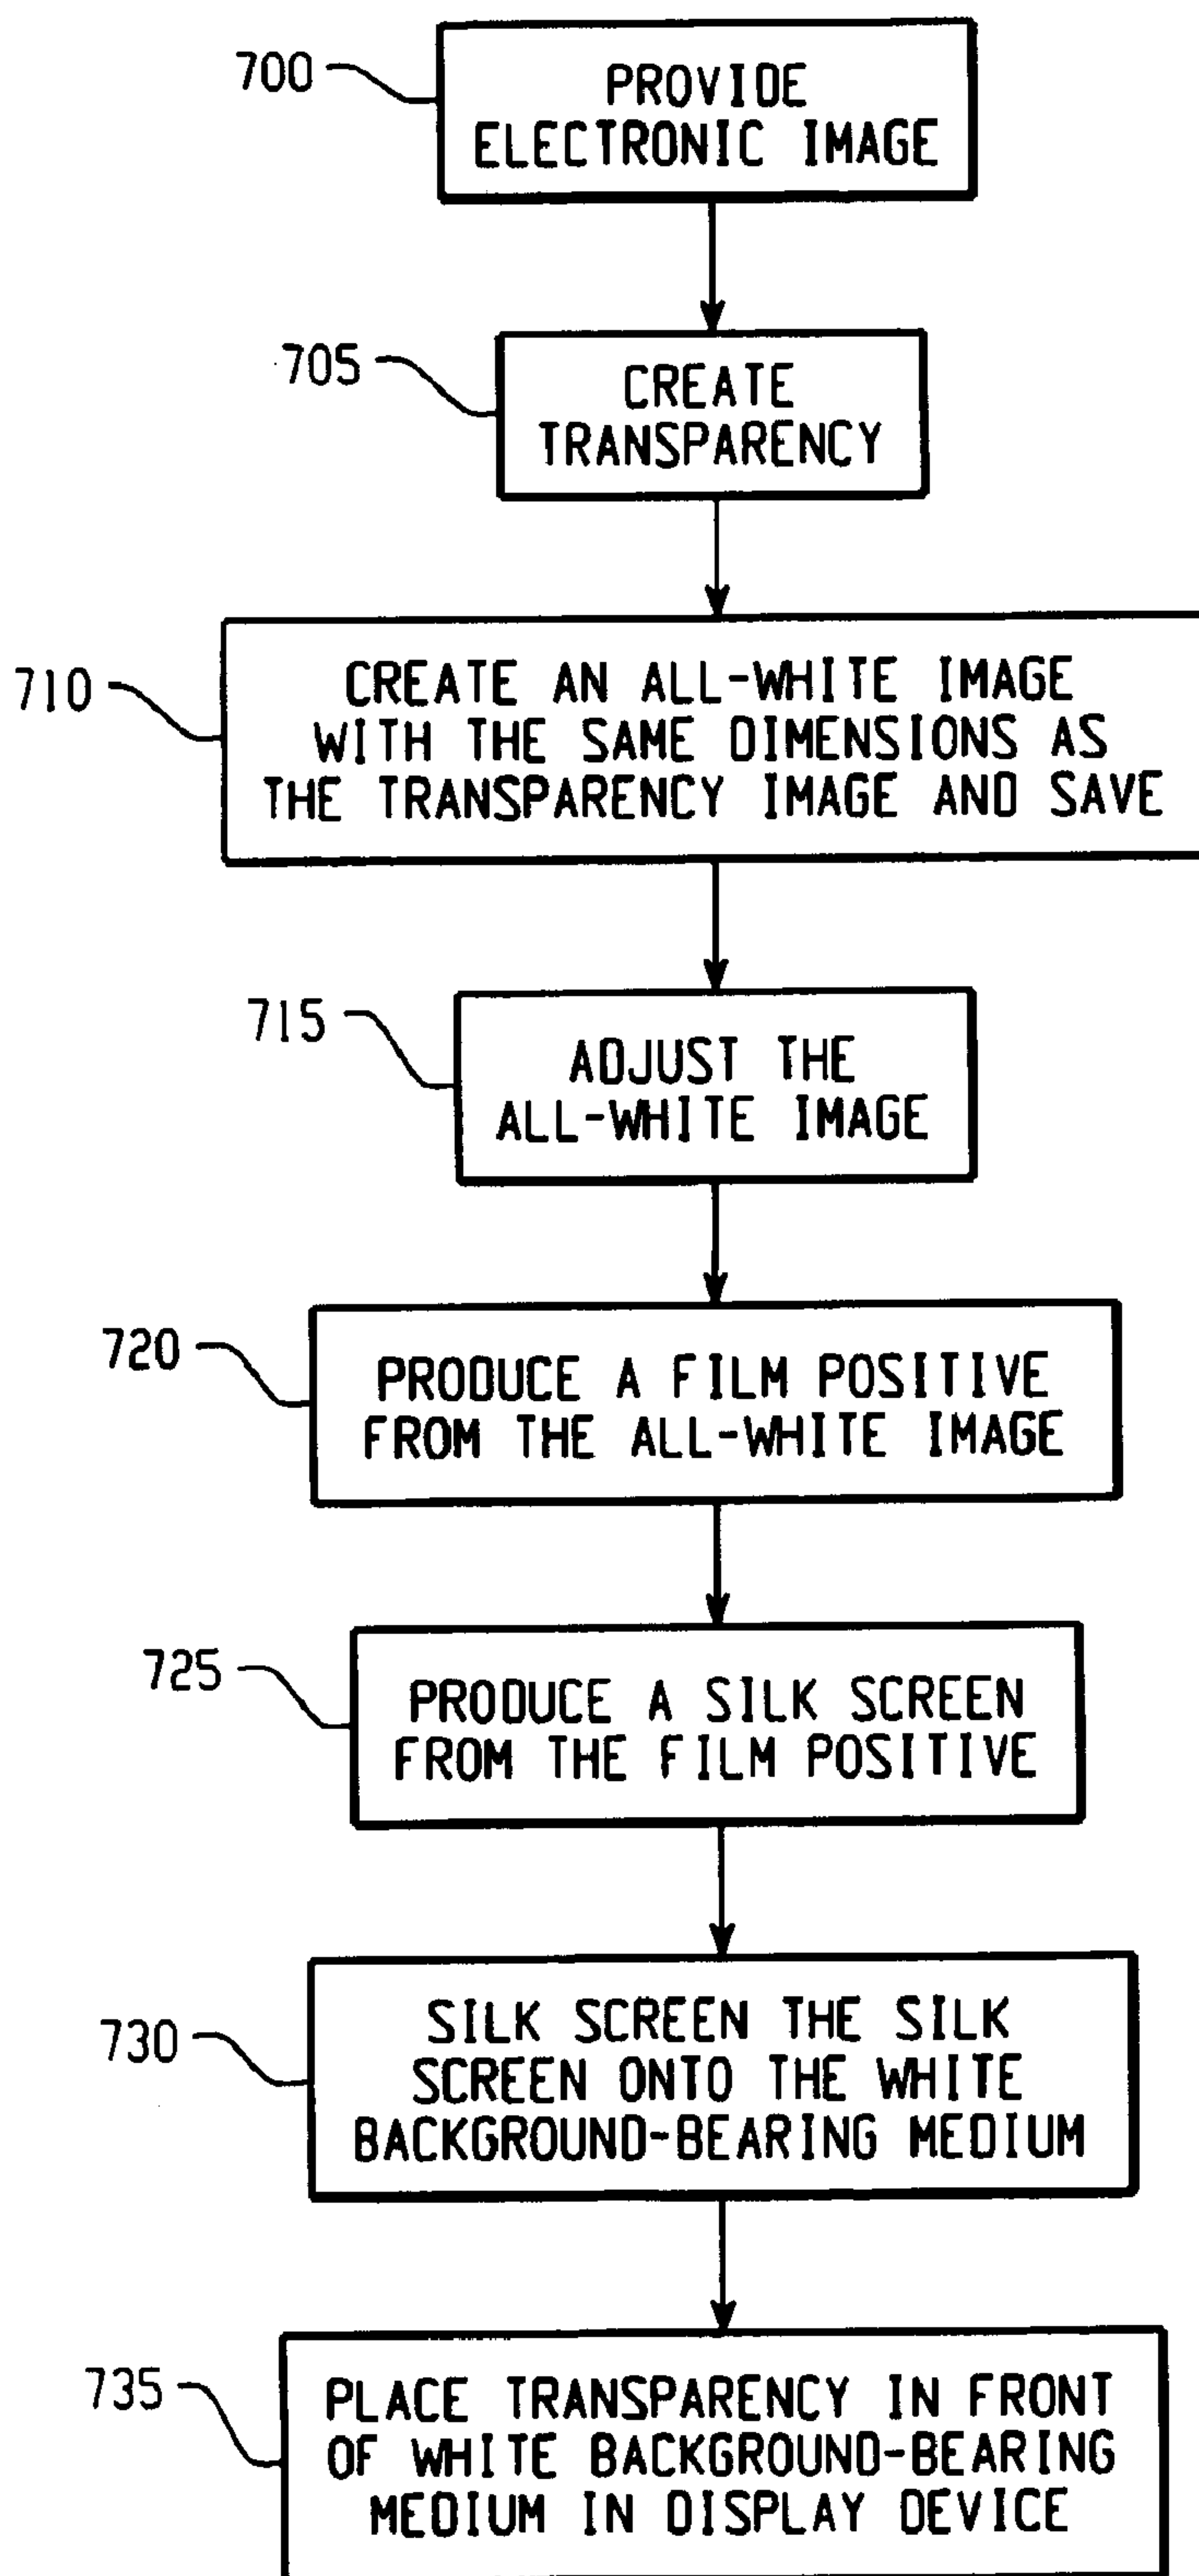 700
PROVIDE
ELECTRONIC IMAGE
705
CREATE
TRANSPARENCY
710
CREATE AN ALL-WHITE IMAGE
WITH THE SAME DIMENSIONS AS
THE TRANSPARENCY IMAGE AND SAVE
715
ADJUST THE
ALL-WHITE IMAGE
720
PRODUCE A FILM POSITIVE
FROM THE ALL-WHITE IMAGE
725
PRODUCE A SILK SCREEN
FROM THE FILM POSITIVE
730
SILK SCREEN THE SILK
SCREEN ONTO THE WHITE
BACKGROUND-BEARING MEDIUM
735
PLACE TRANSPARENCY IN FRONT
OF WHITE BACKGROUND-BEARING
MEDIUM IN DISPLAY DEVICE